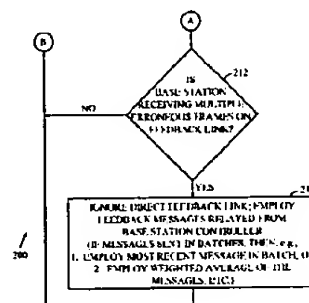 B
A
212
IS
BASE STATION
RECEIVING MULTIPLE
ERRONEOUS FRAMES ON
FEEDBACK LINK?
NO
YES
200
21
IGNORE DIRECT FEEDBACK LINK; EMPLOY
FEEDBACK MESSAGES RELAYED FROM
BASE STATION CONTROLLER
(IF MESSAGES SENT IN BATCHES, THEN, e.g.,
1. EMPLOY MOST RECENT MESSAGE IN BATCH,
2. EMPLOY WEIGHTED AVERAGE OF THE
MESSAGES, ETC.)